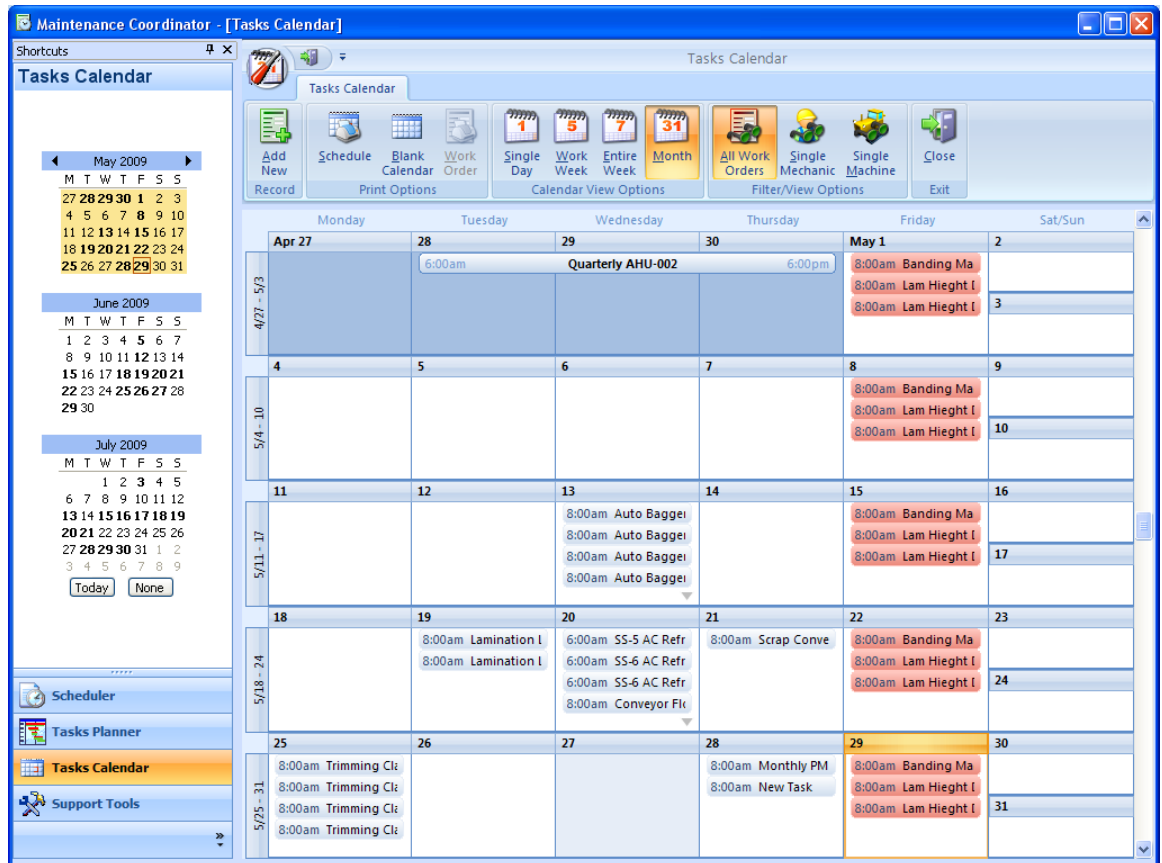 Maintenance Coordinator - [Tasks Calendar]
Shortcuts
Tasks Calendar
May 2009
M T W T F S S
27 28 29 30 1 2 3
4 5 6 7 8 9 10
11 12 13 14 15 16 17
18 19 20 21 22 23 24
25 26 27 28 29 30 31
June 2009
M T W T F S S
1 2 3 4 5 6 7
8 9 10 11 12 13 14
15 16 17 18 19 20 21
22 23 24 25 26 27 28
29 30
July 2009
M T W T F S S
1 2 3 4 5
6 7 8 9 10 11 12
13 14 15 16 17 18 19
20 21 22 23 24 25 26
27 28 29 30 31 1 2
3 4 5 6 7 8 9
Today None
Scheduler
Tasks Planner
Tasks Calendar
Support Tools
Tasks Calendar
Tasks Calendar
1 5 7 31
Add New Schedule Blank Calendar Work Order Single Day Work Week Entire Week Month All Work Orders Single Mechanic Single Machine Close
Record Print Options Calendar View Options Filter/View Options Exit
Monday Tuesday Wednesday Thursday Friday Sat/Sun
4/27 - 5/3
Apr 27 28 29 30 May 1 2
6:00am Quarterly AHU-002 6:00pm
8:00am Banding Ma
8:00am Lam Hieght
8:00am Lam Hieght
3
5/4 - 10
4 5 6 7 8 9
8:00am Banding Ma
8:00am Lam Hieght
8:00am Lam Hieght
10
5/11 - 17
11 12 13 14 15 16
8:00am Auto Bagger
8:00am Auto Bagger
8:00am Auto Bagger
8:00am Auto Bagger
8:00am Banding Ma
8:00am Lam Hieght
8:00am Lam Hieght
17
5/18 - 24
18 19 20 21 22 23
8:00am Lamination
8:00am Lamination
6:00am SS-5 AC Refr
6:00am SS-6 AC Refr
6:00am SS-6 AC Refr
8:00am Conveyor Flo
8:00am Scrap Conve
8:00am Banding Ma
8:00am Lam Hieght
8:00am Lam Hieght
24
5/25 - 31
25 26 27 28 29 30
8:00am Trimming Cla
8:00am Trimming Cla
8:00am Trimming Cla
8:00am Trimming Cla
8:00am Monthly PM
8:00am New Task
8:00am Banding Ma
8:00am Lam Hieght
8:00am Lam Hieght
31